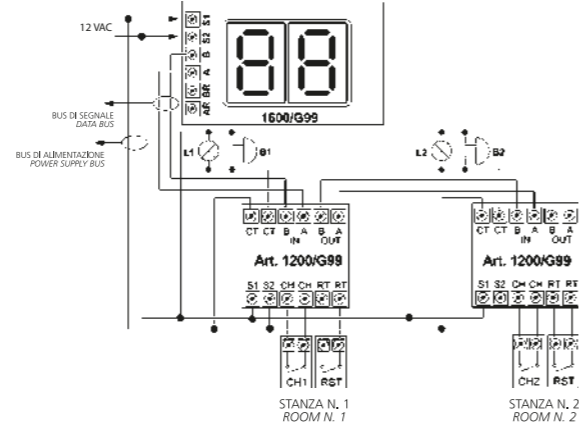 12 VAC
S1
S2
B
A
BR
AR
88
1600/G99
BUS DI SEGNALE
DATA BUS
BUS DI ALIMENTAZIONE
POWER SUPPLY BUS
L1
B1
L2
B2
CT CT B A B A
IN OUT
Art. 1200/G99
S1 S2 CH CH RT RT
CT CT B A B A
IN OUT
Art. 1200/G99
S1 S2 CH CH RT RT
CH1 RST
CH2 RST
STANZA N. 1
ROOM N. 1
STANZA N. 2
ROOM N. 2